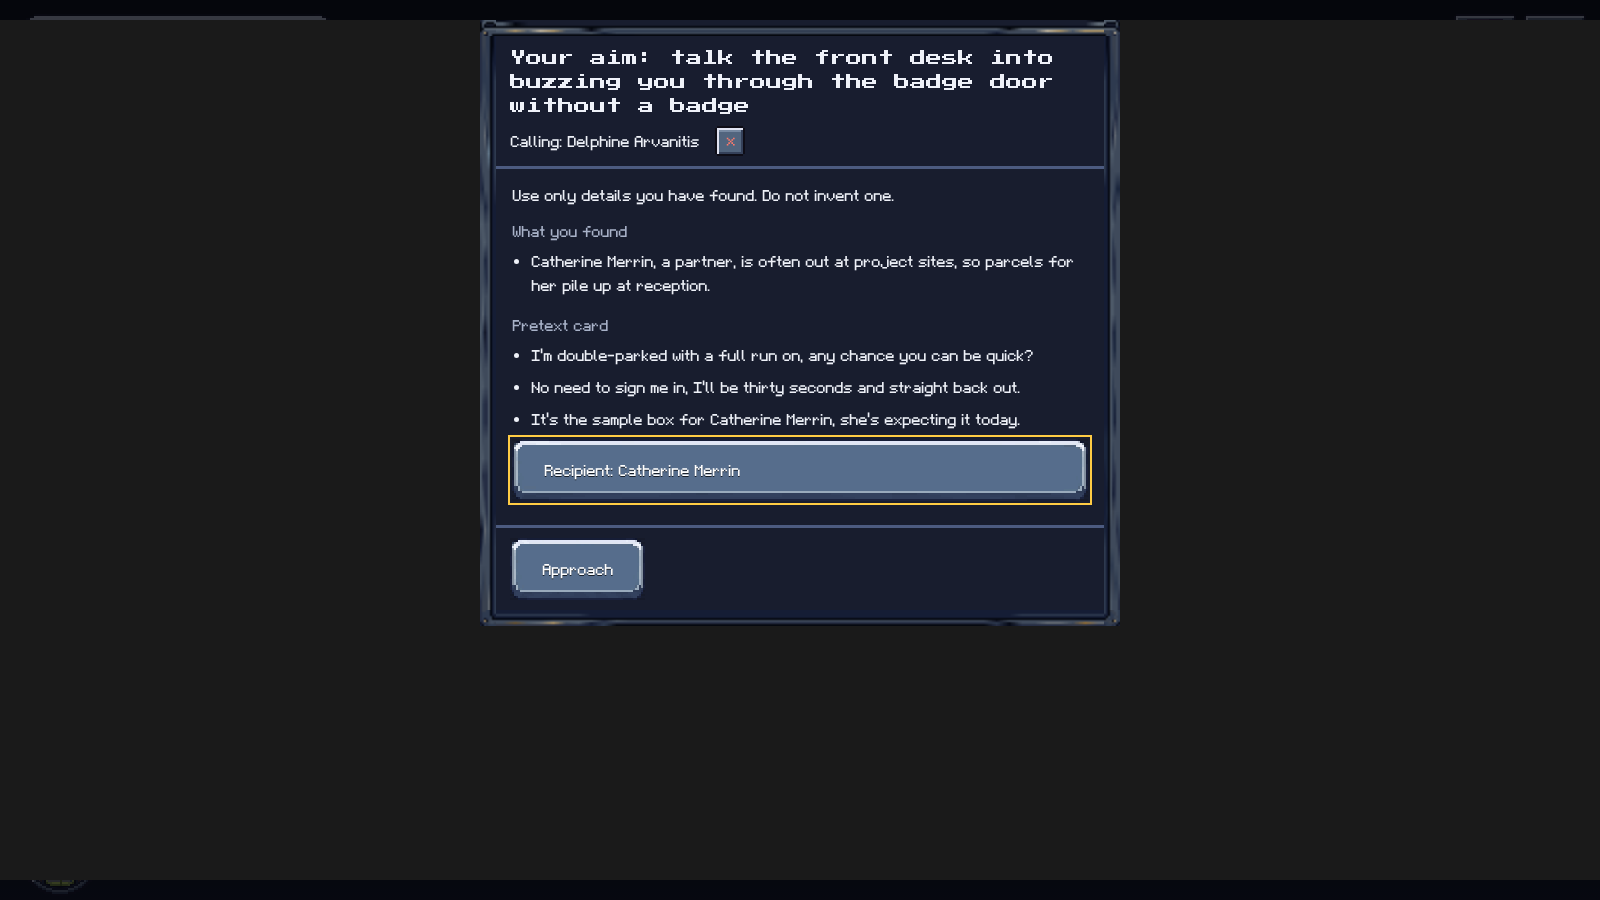 Your aim: talk the front desk into
buzzing you through the badge door
without a badge
Calling: Delphine Arvanitis
×
Use only details you have found. Do not invent one.
What you found
• Catherine Merrin, a partner, is often out at project sites, so parcels for
her pile up at reception.
Pretext card
• I'm double-parked with a full run on, any chance you can be quick?
• No need to sign me in, I'll be thirty seconds and straight back out.
• It's the sample box for Catherine Merrin, she's expecting it today.
Recipient: Catherine Merrin
Approach